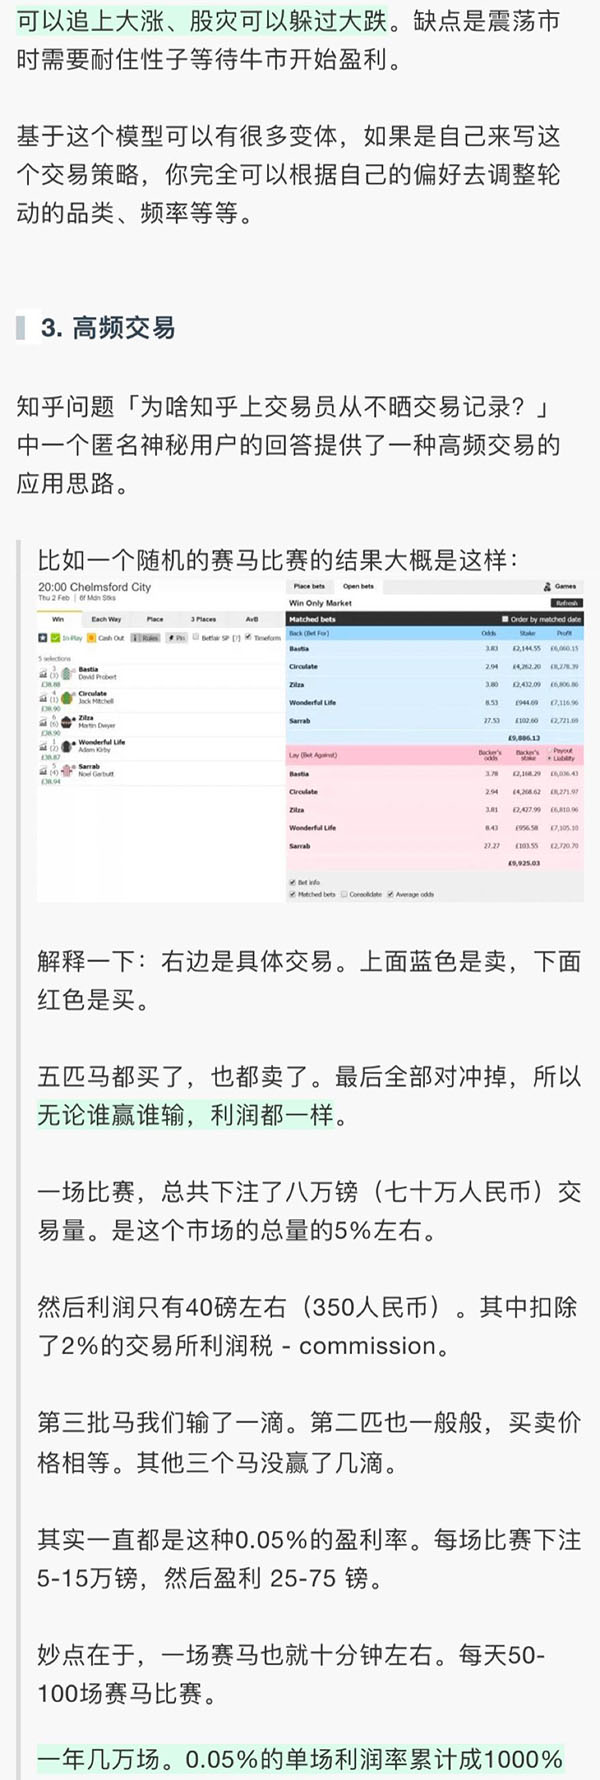 可以追上大涨、股灾可以躲过大跌。缺点是震荡市
时需要耐住性子等待牛市开始盈利。
基于这个模型可以有很多变体，如果是自己来写这
个交易策略，你完全可以根据自己的偏好去调整轮
动的品类、频率等等。
3. 高频交易
知乎问题「为啥知乎上交易员从不晒交易记录？」
中一个匿名神秘用户的回答提供了一种高频交易的
应用思路。
比如一个随机的赛马比赛的结果大概是这样：
20:00 Chelmsford City
Thu 2 Feb | 6f Mdn Stks
Win Each Way Place 3 Places AvB
In-Play Cash Out Rules Pin Betfair SP [?] Timeform
5 selections
3 (3) Bastia
David Probert
£38.88
4 (1) Circulate
Jack Mitchell
£38.90
6 (5) Zilza
Martin Dwyer
£38.90
1 (2) Wonderful Life
Adam Kirby
£38.87
5 (4) Sarrab
Noel Garbutt
£38.94
Place bets Open bets Games
Win Only Market Refresh
Matched bets Order by matched date
Back (Bet For) Odds Stake Profit
Bastia 3.83 £2,144.55 £6,060.15
Circulate 2.94 £4,262.20 £8,278.39
Zilza 3.80 £2,432.09 £6,806.86
Wonderful Life 8.53 £944.69 £7,116.96
Sarrab 27.53 £102.60 £2,721.69
£9,886.13
Lay (Bet Against) Backer's odds Backer's stake Payout Liability
Bastia 3.78 £2,168.29 £6,036.43
Circulate 2.94 £4,268.62 £8,271.97
Zilza 3.81 £2,427.99 £6,810.96
Wonderful Life 8.43 £956.58 £7,105.10
Sarrab 27.27 £103.55 £2,720.70
£9,925.03
Bet info
Matched bets Consolidate Average odds
解释一下：右边是具体交易。上面蓝色是卖，下面
红色是买。
五匹马都买了，也都卖了。最后全部对冲掉，所以
无论谁赢谁输，利润都一样。
一场比赛，总共下注了八万镑（七十万人民币）交
易量。是这个市场的总量的5%左右。
然后利润只有40磅左右（350人民币）。其中扣除
了2%的交易所利润税 - commission。
第三批马我们输了一滴。第二匹也一般般，买卖价
格相等。其他三个马没赢了几滴。
其实一直都是这种0.05%的盈利率。每场比赛下注
5-15万镑，然后盈利 25-75 镑。
妙点在于，一场赛马也就十分钟左右。每天50-
100场赛马比赛。
一年几万场。0.05%的单场利润率累计成1000%